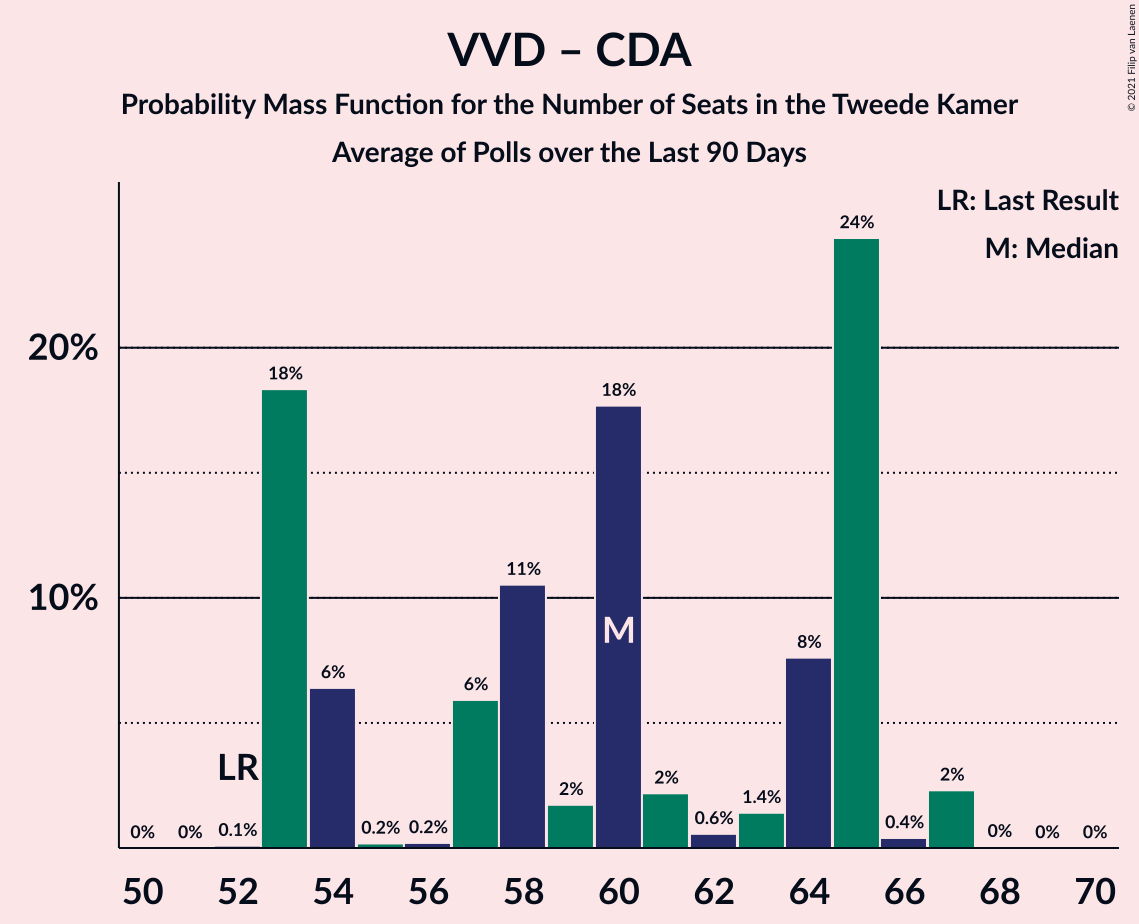 VVD – CDA
Probability Mass Function for the Number of Seats in the Tweede Kamer
Average of Polls over the Last 90 Days
© 2021 Filip van Laenen
LR: Last Result
M: Median
20%
10%
0%
0%
0.1%
18%
6%
0.2%
0.2%
6%
11%
2%
18%
2%
0.6%
1.4%
8%
24%
0.4%
2%
0%
0%
0%
LR
M
50 52 54 56 58 60 62 64 66 68 70